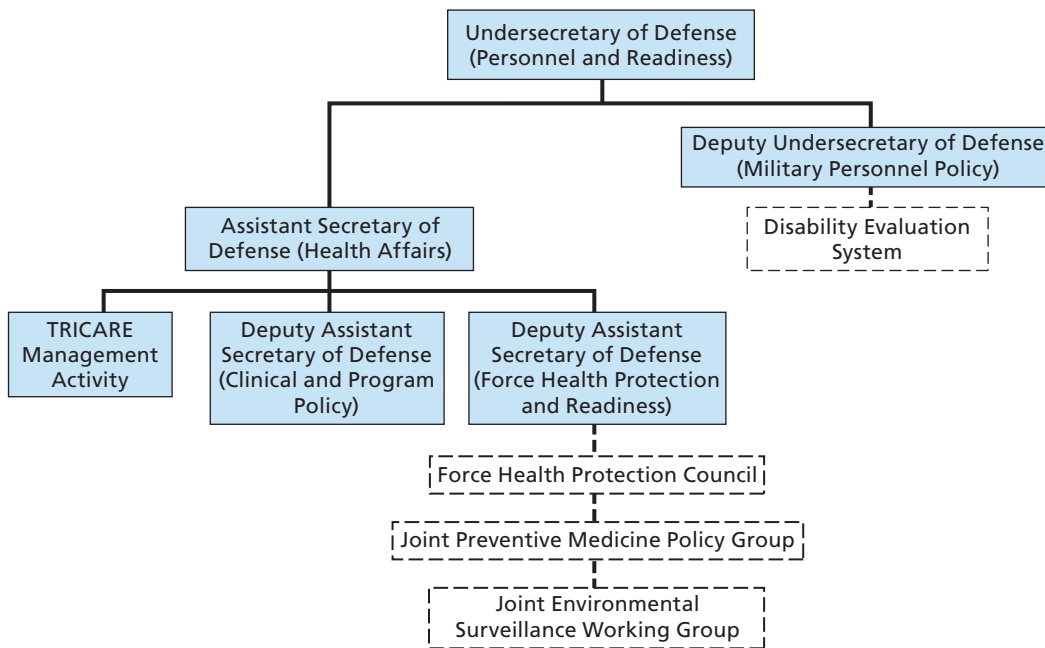 Undersecretary of Defense
(Personnel and Readiness)
Deputy Undersecretary of Defense
(Military Personnel Policy)
Disability Evaluation
System
Assistant Secretary of
Defense (Health Affairs)
TRICARE
Management
Activity
Deputy Assistant
Secretary of Defense
(Clinical and Program
Policy)
Deputy Assistant
Secretary of Defense
(Force Health Protection
and Readiness)
Force Health Protection Council
Joint Preventive Medicine Policy Group
Joint Environmental
Surveillance Working Group